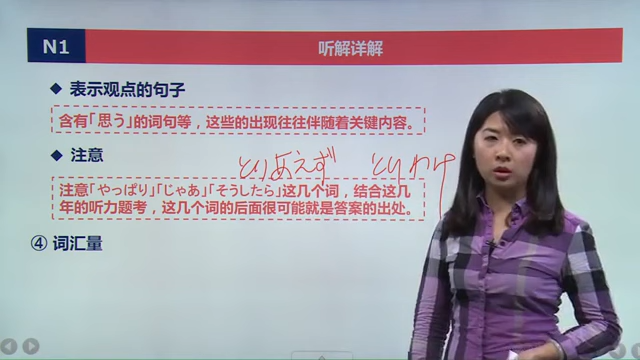 N1
听解详解
◆ 表示观点的句子
含有「思う」的词句等，这些的出现往往伴随着关键内容。
◆ 注意
とりあえず とりわけ
注意「やっぱり」「じゃあ」「そうしたら」这几个词，结合这几
年的听力题考，这几个词的后面很可能就是答案的出处。
④ 词汇量